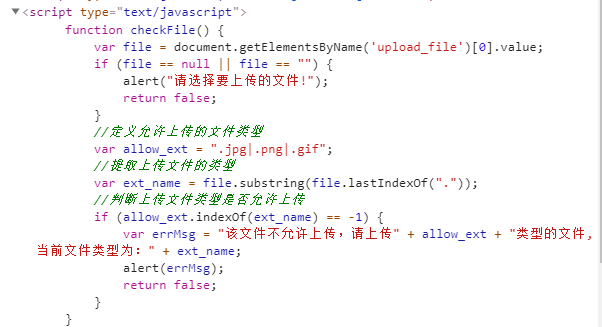 ▼<script type="text/javascript">
function checkFile() {
var file = document.getElementsByName('upload_file')[0].value;
if (file == null || file == "") {
alert("请选择要上传的文件!");
return false;
}
//定义允许上传的文件类型
var allow_ext = ".jpg|.png|.gif";
//提取上传文件的类型
var ext_name = file.substring(file.lastIndexOf("."));
//判断上传文件类型是否允许上传
if (allow_ext.indexOf(ext_name) == -1) {
var errMsg = "该文件不允许上传，请上传" + allow_ext + "类型的文件,
当前文件类型为：" + ext_name;
alert(errMsg);
return false;
}
}